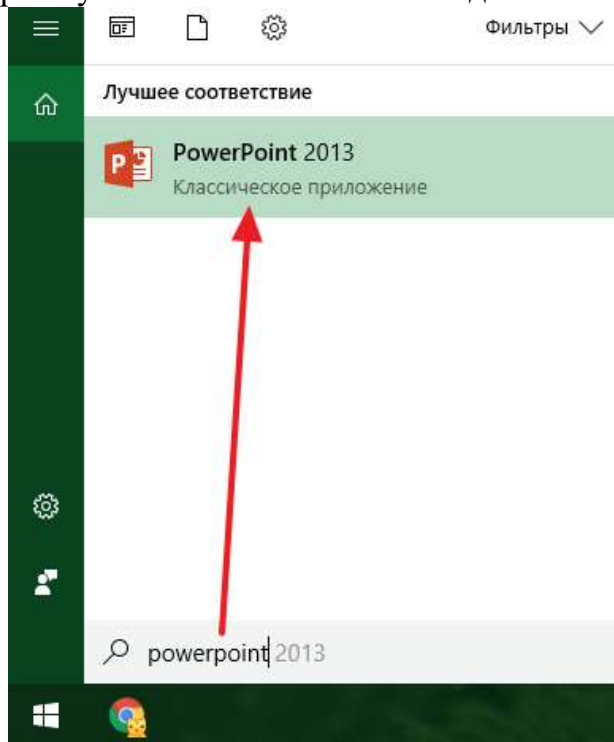 Фильтры
Лучшее соответствие
PowerPoint 2013
Классическое приложение
powerpoint 2013